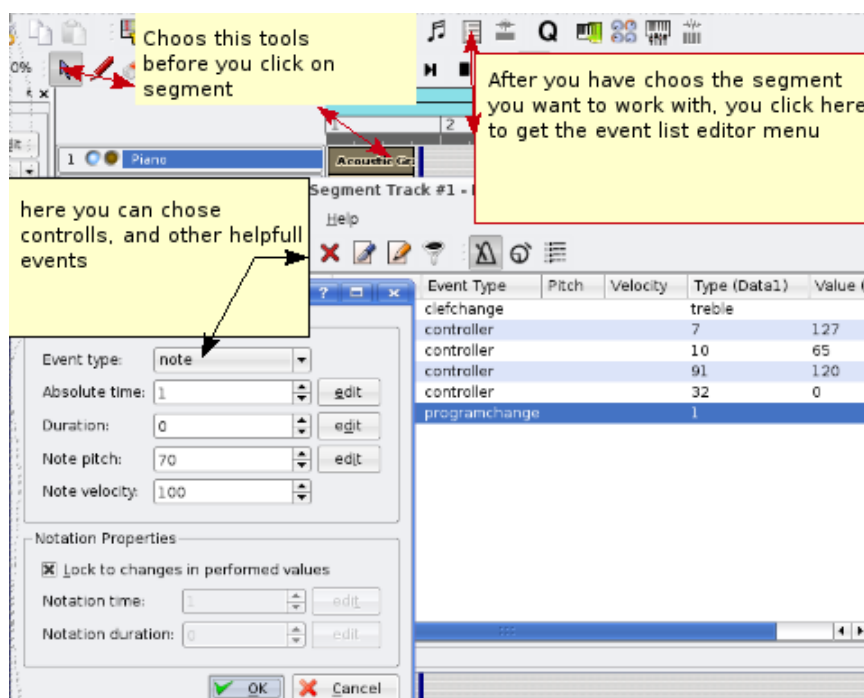 Choos this tools
before you click on
segment
0%
Q
After you have choos the segment
you want to work with, you click here
to get the event list editor menu
2
1 Piano
Acoustic Gr
Segment Track #1 -
here you can chose
controlls, and other helpfull
events
Help
Event Type Pitch Velocity Type (Data1) Value (
clefchange treble
controller 7 127
controller 10 65
controller 91 120
controller 32 0
programchange 1
Event type: note
Absolute time: 1 edit
Duration: 0 edit
Note pitch: 70 edit
Note velocity: 100
Notation Properties
Lock to changes in performed values
Notation time: 1 edit
Notation duration: 0 edit
OK Cancel